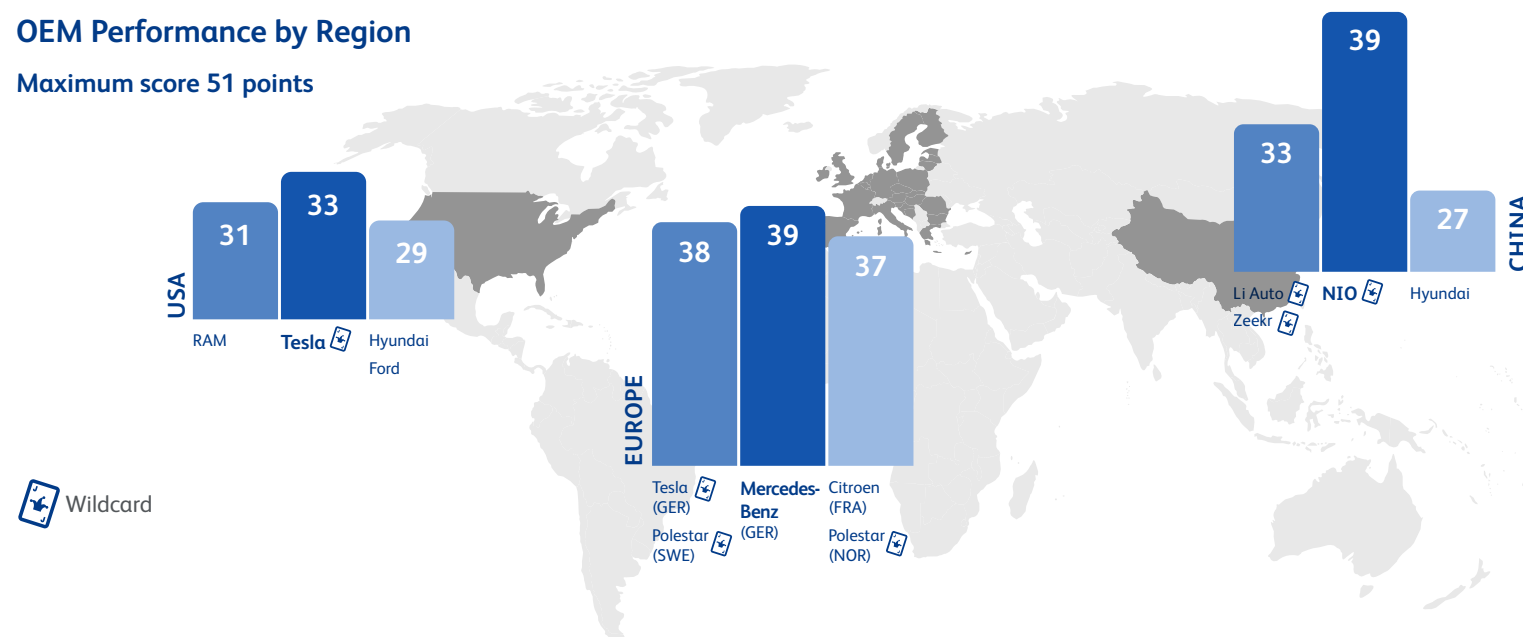 OEM Performance by Region
Maximum score 51 points
USA
31
33
29
RAM
Tesla
Hyundai
Ford
EUROPE
38
39
37
Tesla
(GER)
Polestar
(SWE)
Mercedes-
Benz
(GER)
Citroen
(FRA)
Polestar
(NOR)
33
39
27
Li Auto
Zeekr
NIO
Hyundai
CHINA
Wildcard